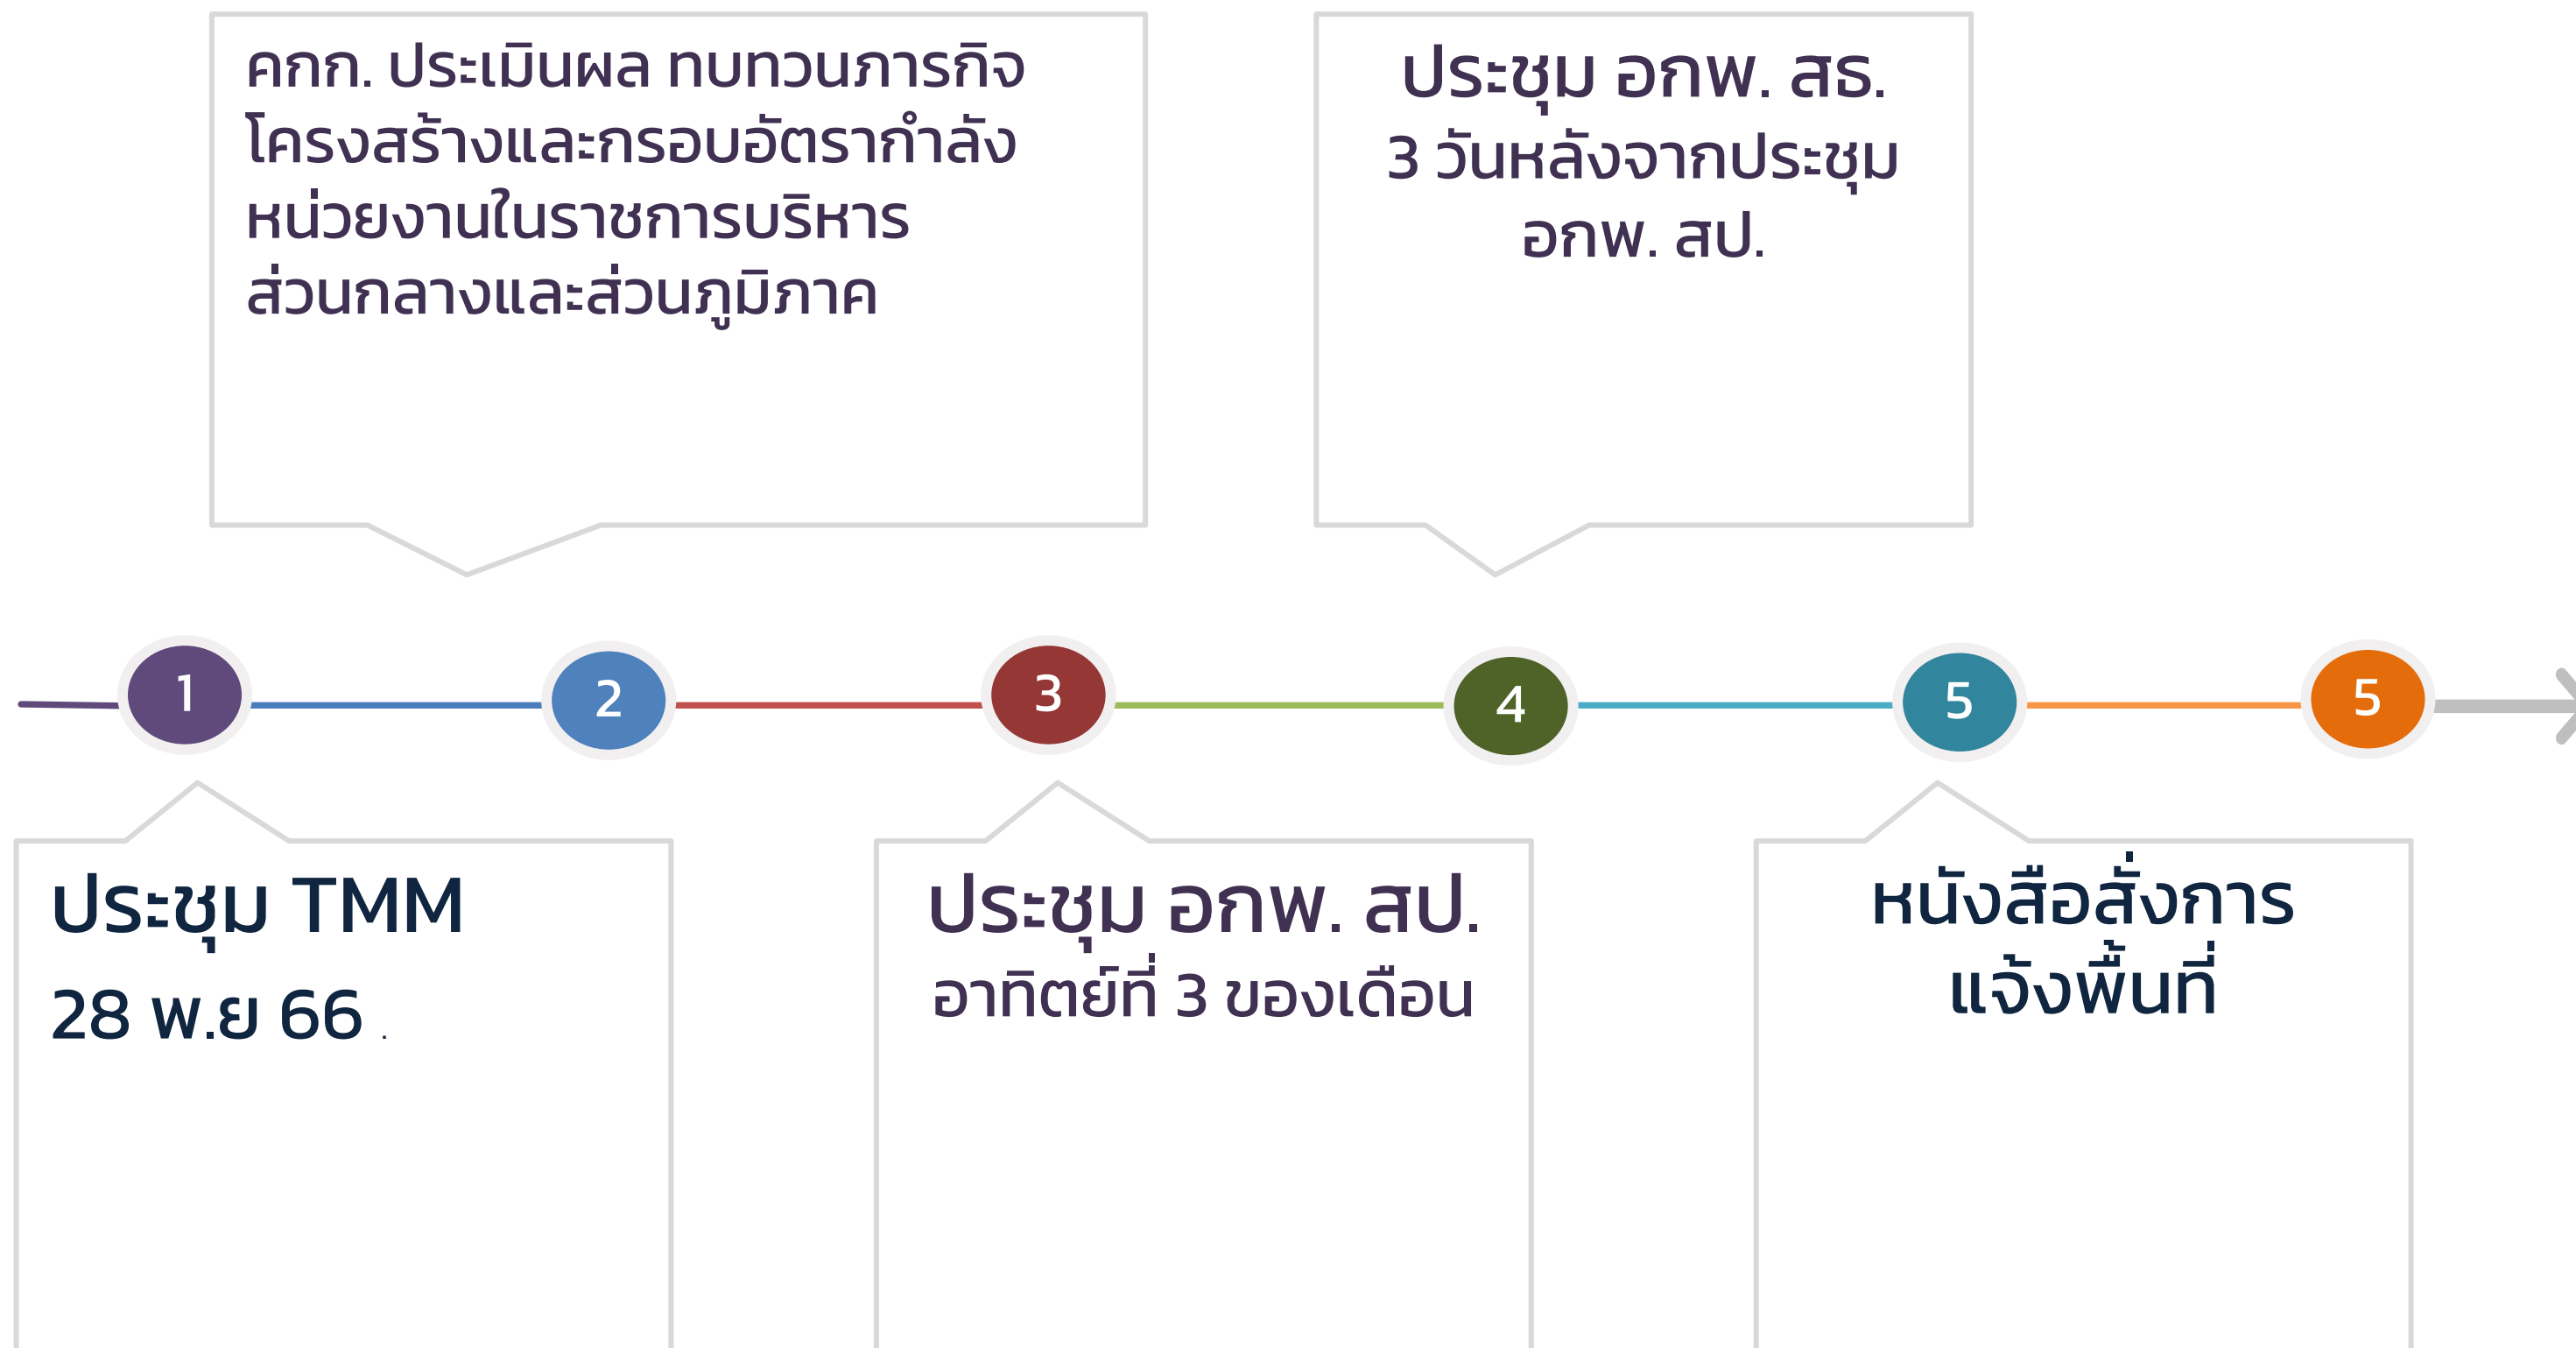 คกก. ประเมินผล ทบทวนภารกิจ
โครงสร้างและกรอบอัตรากำลัง
หน่วยงานในราชการบริหาร
ส่วนกลางและส่วนภูมิภาค
ประชุม อกพ. สธ.
3 วันหลังจากประชุม
อกพ. สป.
1
2
3
4
5
5
ประชุม TMM
28 พ.ย 66 .
ประชุม อกพ. สป.
อาทิตย์ที่ 3 ของเดือน
หนังสือสั่งการ
แจ้งพื้นที่